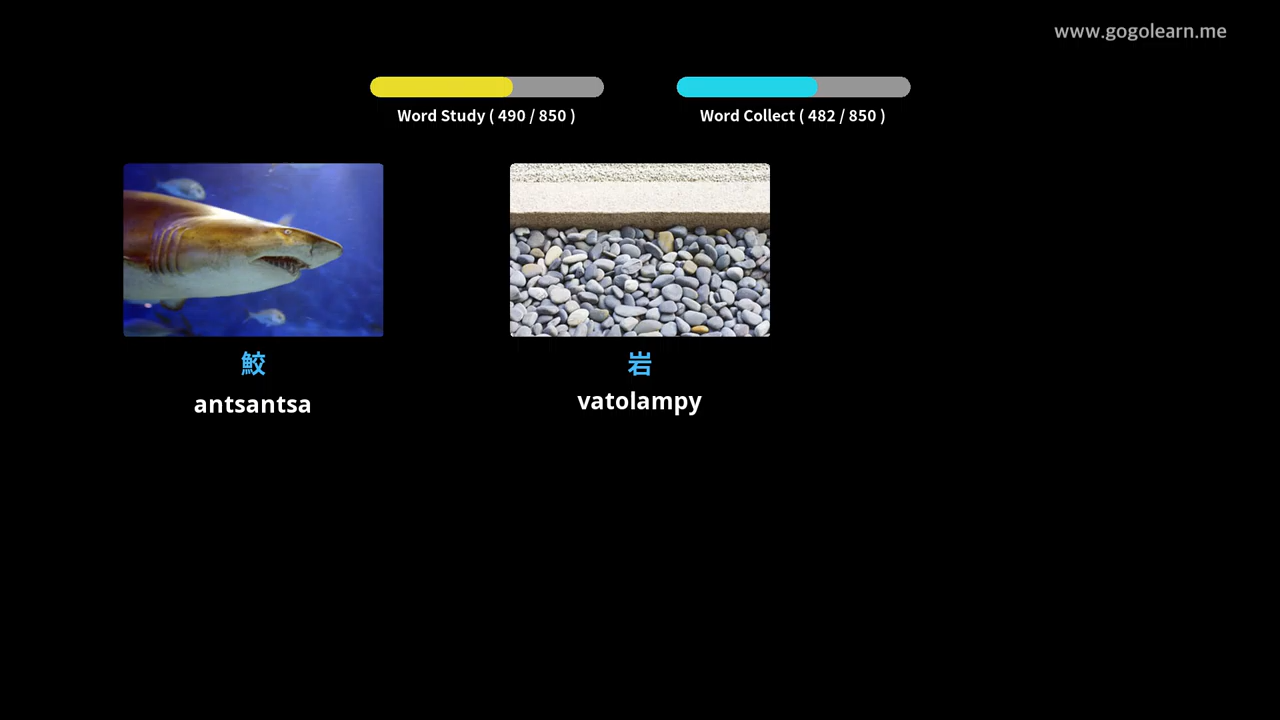 www.gogolearn.me
Word Study ( 490 / 850 )
Word Collect ( 482 / 850 )
鮫
antsantsa
岩
vatolampy